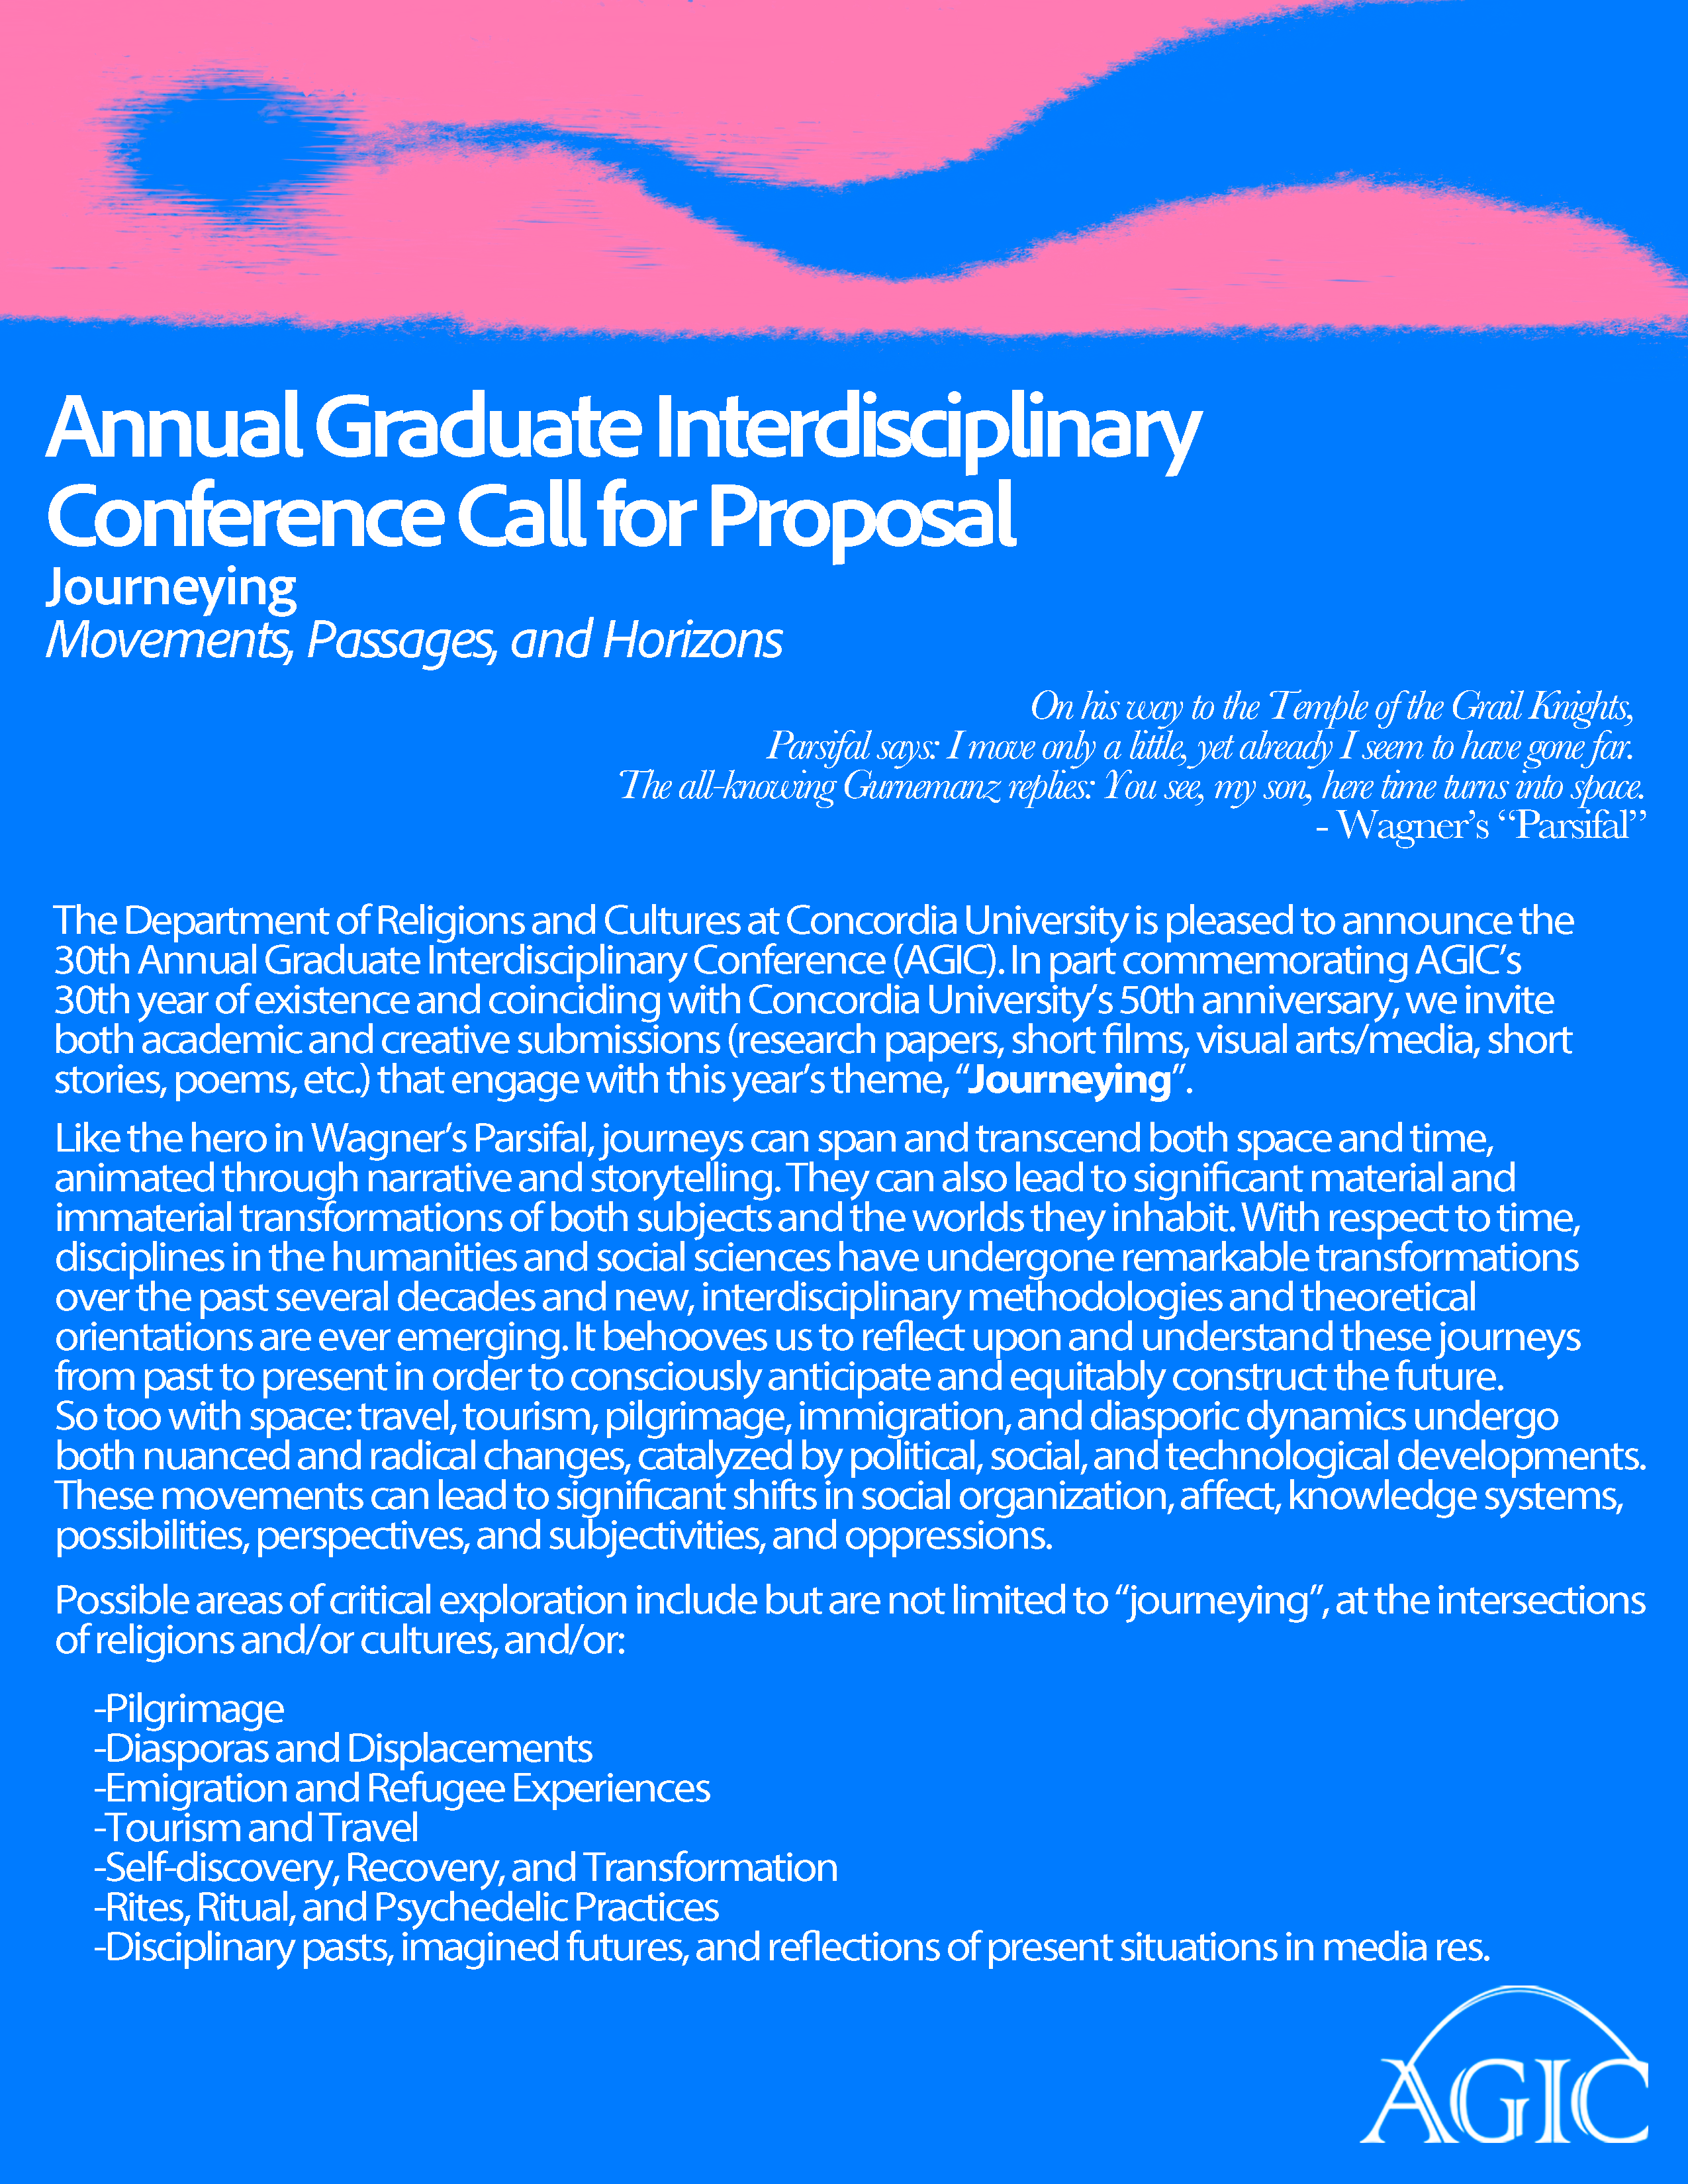 Annual Graduate Interdisciplinary
Conference Call for Proposal
Journeying
Movements, Passages, and Horizons
On his way to the Temple of the Grail Knights,
Parsifal says: I move only a little, yet already I seem to have gone far.
The all-knowing Gurnemanz replies: You see, my son, here time turns into space.
- Wagner’s “Parsifal”
The Department of Religions and Cultures at Concordia University is pleased to announce the
30th Annual Graduate Interdisciplinary Conference (AGIC). In part commemorating AGIC’s
30th year of existence and coinciding with Concordia University’s 50th anniversary, we invite
both academic and creative submissions (research papers, short films, visual arts/media, short
stories, poems, etc.) that engage with this year’s theme, “Journeying”.
Like the hero in Wagner’s Parsifal, journeys can span and transcend both space and time,
animated through narrative and storytelling. They can also lead to significant material and
immaterial transformations of both subjects and the worlds they inhabit. With respect to time,
disciplines in the humanities and social sciences have undergone remarkable transformations
over the past several decades and new, interdisciplinary methodologies and theoretical
orientations are ever emerging. It behooves us to reflect upon and understand these journeys
from past to present in order to consciously anticipate and equitably construct the future.
So too with space: travel, tourism, pilgrimage, immigration, and diasporic dynamics undergo
both nuanced and radical changes, catalyzed by political, social, and technological developments.
These movements can lead to significant shifts in social organization, affect, knowledge systems,
possibilities, perspectives, and subjectivities, and oppressions.
Possible areas of critical exploration include but are not limited to “journeying”, at the intersections
of religions and/or cultures, and/or:
-Pilgrimage
-Diasporas and Displacements
-Emigration and Refugee Experiences
-Tourism and Travel
-Self-discovery, Recovery, and Transformation
-Rites, Ritual, and Psychedelic Practices
-Disciplinary pasts, imagined futures, and reflections of present situations in media res.
AGIC